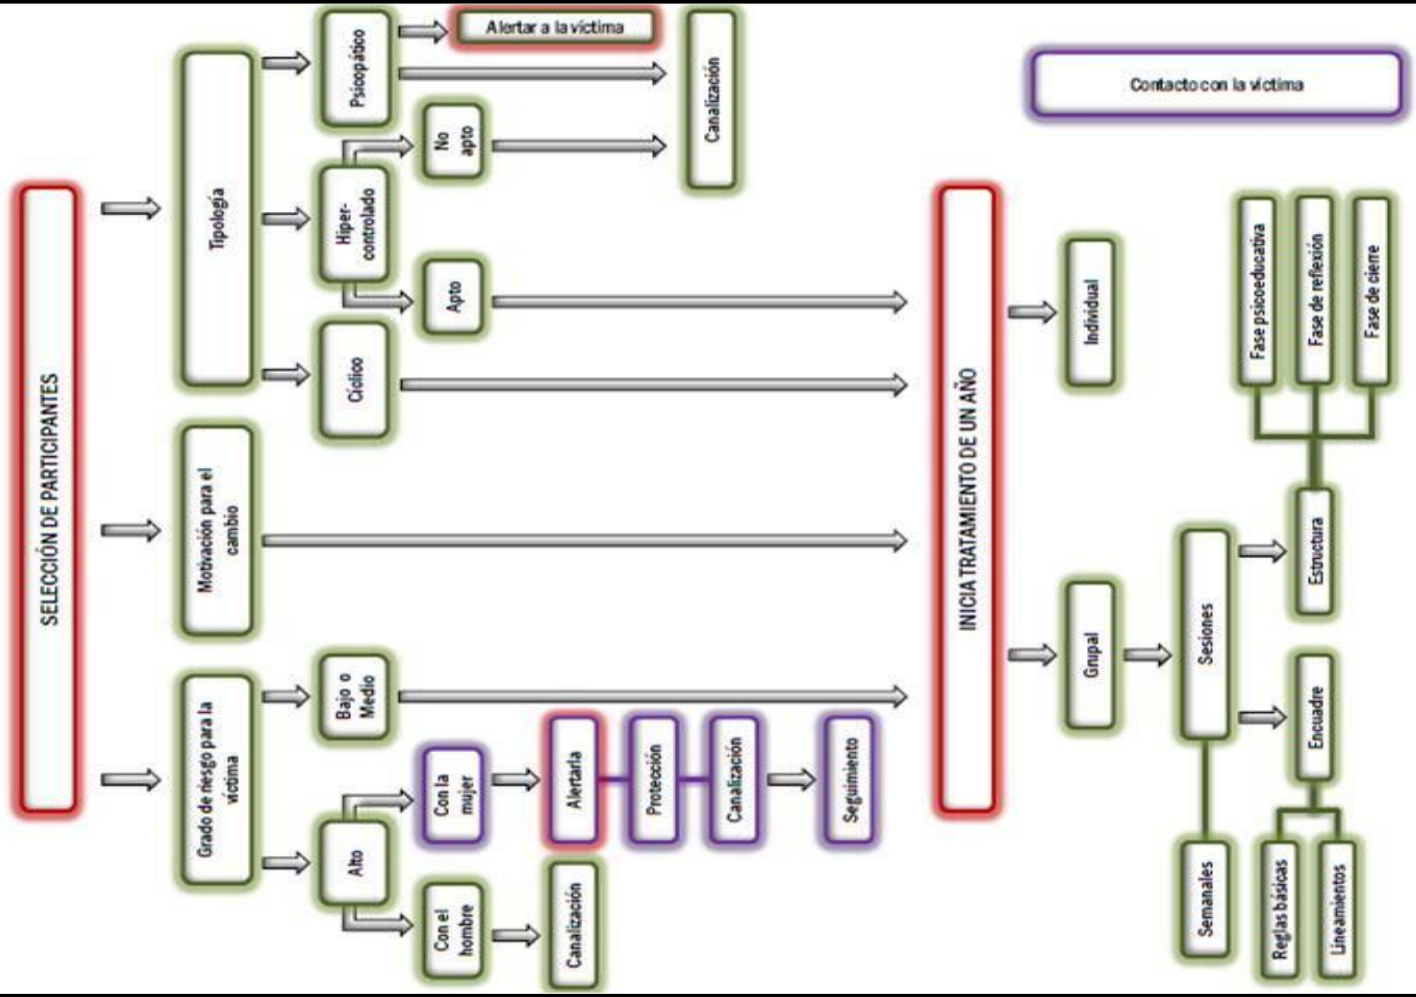 SELECCIÓN DE PARTICIPANTES
Grado de riesgo para la
víctima
Motivación para el
cambio
Tipología
Alto
Bajo o
Medio
Cíclico
Hiper-
controlado
Psicopático
Con el
hombre
Con la
mujer
Apto
No
apto
Alertar a la víctima
Canalización
Alertarla
Protección
Canalización
Seguimiento
Canalización
INICIA TRATAMIENTO DE UN AÑO
Contacto con la víctima
Grupal
Individual
Semanales
Sesiones
Encuadre
Estructura
Reglas básicas
Lineamientos
Fase psicoeducativa
Fase de reflexión
Fase de cierre